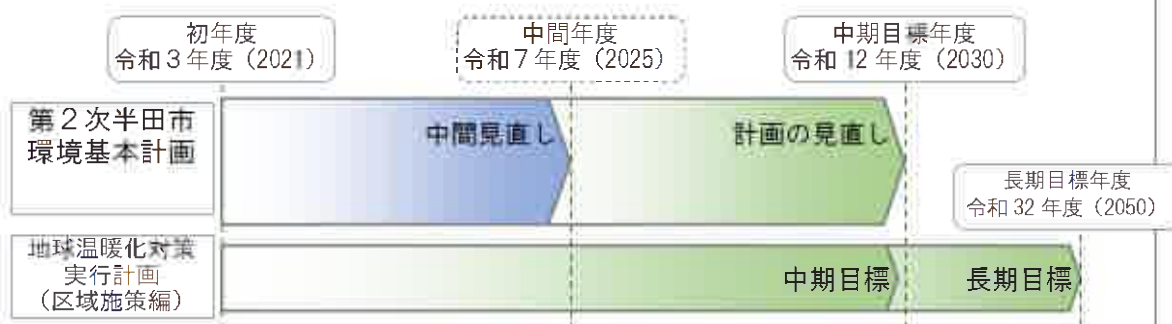 初年度
令和3年度（2021）
中間年度
令和7年度（2025）
中期目標年度
令和12年度（2030）
第2次半田市
環境基本計画
中間見直し
計画の見直し
長期目標年度
令和32年度（2050）
地球温暖化対策
実行計画
（区域施策編）
中期目標
長期目標